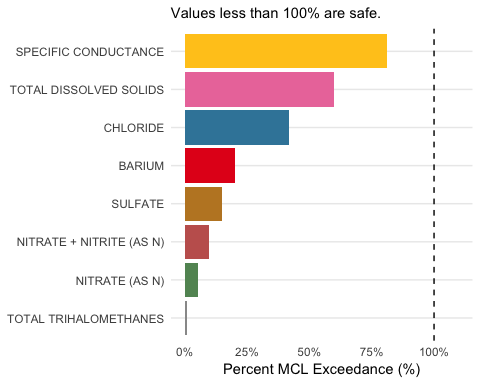 Values less than 100% are safe.
SPECIFIC CONDUCTANCE
TOTAL DISSOLVED SOLIDS
CHLORIDE
BARIUM
SULFATE
NITRATE + NITRITE (AS N)
NITRATE (AS N)
TOTAL TRIHALOMETHANES
0% 25% 50% 75% 100%
Percent MCL Exceedance (%)